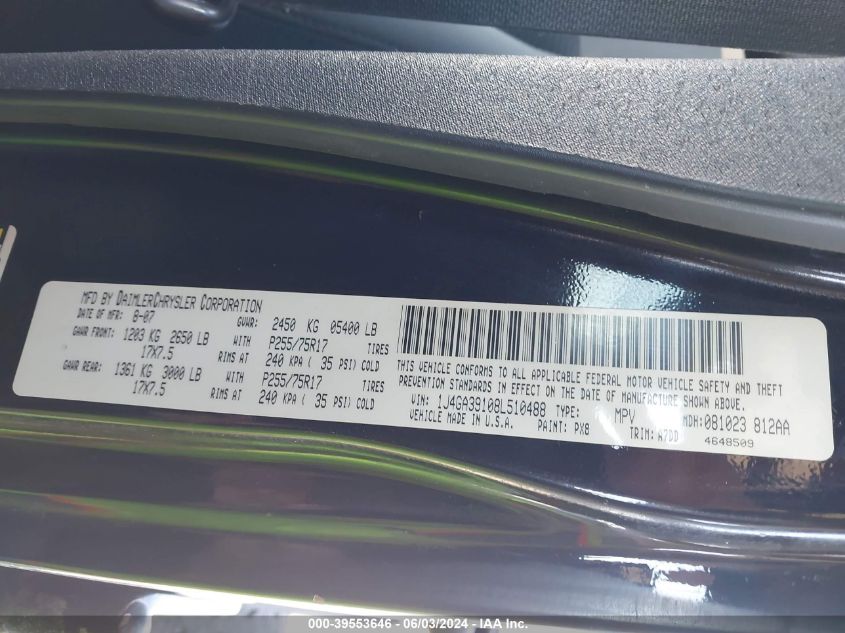 MFD BY DAIMLERCHRYSLER CORPORATION
DATE OF MFR: 8-07 GVWR: 2450 KG 05400 LB
GAWR FRONT: 1203 KG 2650 LB WITH P255/75R17 TIRES
17X7.5 RIMS AT 240 KPA ( 35 PSI) COLD
GAWR REAR: 1361 KG 3000 LB WITH P255/75R17 TIRES
17X7.5 RIMS AT 240 KPA ( 35 PSI) COLD
THIS VEHICLE CONFORMS TO ALL APPLICABLE FEDERAL MOTOR VEHICLE SAFETY AND THEFT
PREVENTION STANDARDS IN EFFECT ON THE DATE OF MANUFACTURE SHOWN ABOVE.
VIN: 1J4GA39108L510488 TYPE: MPV MDH:081023 812AA
VEHICLE MADE IN U.S.A. PAINT: PX8 TRIM: A7DD 4648509
000-39553646 - 06/03/2024 - IAA Inc.